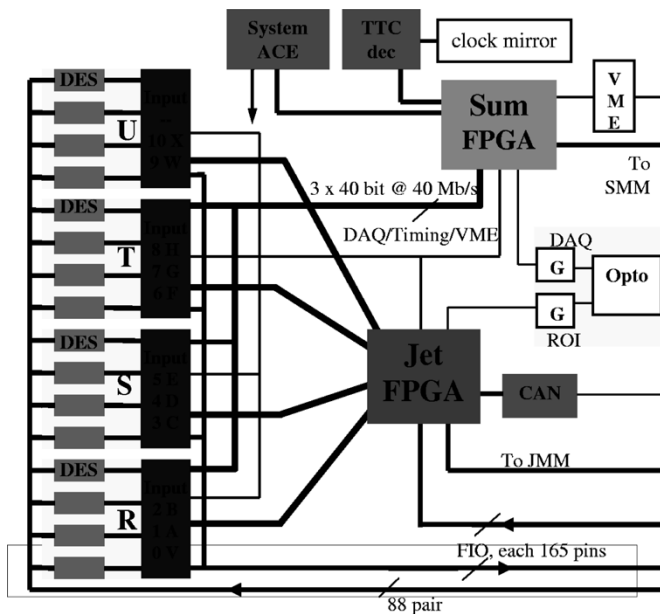 System
ACE
TTC
dec
clock mirror
DES
Input
--
10 X
9 W
U
Sum
FPGA
V
M
E
To
SMM
3 x 40 bit @ 40 Mb/s
DAQ/Timing/VME
DES
8 H
7 G
6 F
T
DAQ
G
Opto
G
ROI
DES
5 E
4 D
3 C
S
Jet
FPGA
CAN
DES
Input
2 B
1 A
0 V
R
To JMM
FIO, each 165 pins
88 pair